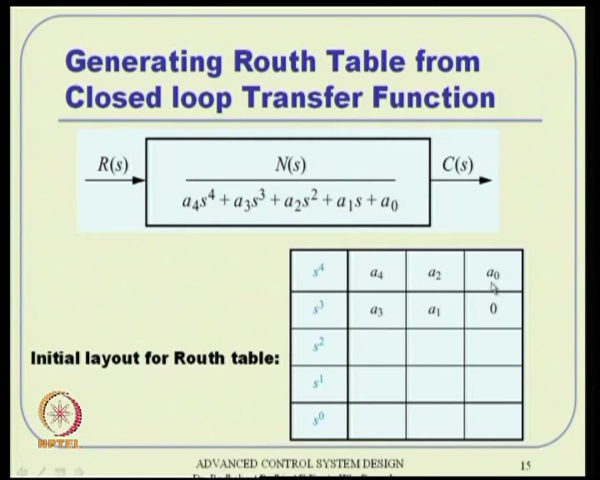 Generating Routh Table from
Closed loop Transfer Function
R(s) N(s) C(s)
a₄s⁴ + a₃s³ + a₂s² + a₁s + a₀
s⁴ a₄ a₂ a₀
s³ a₃ a₁ 0
s²
Initial layout for Routh table:
s¹
s⁰
NPTEL
ADVANCED CONTROL SYSTEM DESIGN
15